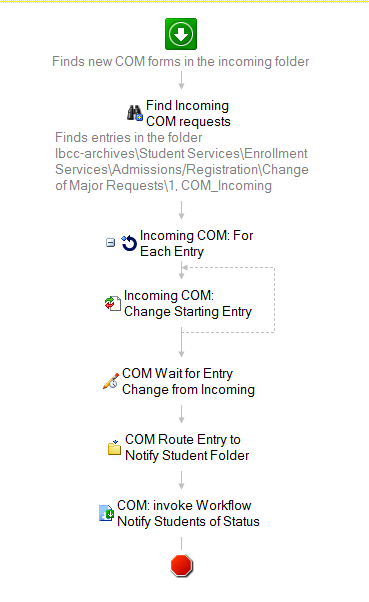 Finds new COM forms in the incoming folder
Find Incoming
COM requests
Finds entries in the folder
lbcc-archives\Student Services\Enrollment
Services\Admissions/Registration\Change
of Major Requests\1, COM_Incoming
Incoming COM: For
Each Entry
Incoming COM:
Change Starting Entry
COM Wait for Entry
Change from Incoming
COM Route Entry to
Notify Student Folder
COM: invoke Workflow
Notify Students of Status